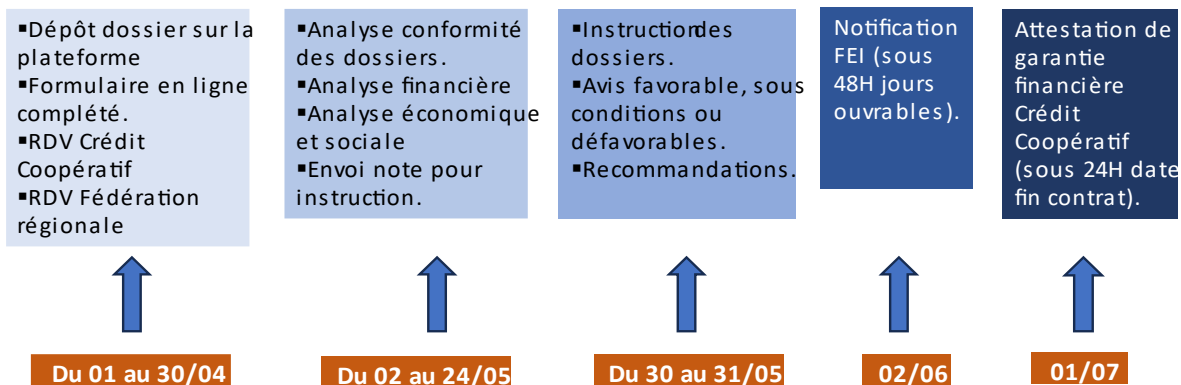 ▪Dépôt dossier sur la
plateforme
▪Formulaire en ligne
complété.
▪RDV Crédit
Coopératif
▪RDV Fédération
régionale
▪Analyse conformité
des dossiers.
▪Analyse financière
▪Analyse économique
et sociale
▪Envoi note pour
instruction.
▪Instructiondes
dossiers.
▪Avis favorable, sous
conditions ou
défavorables.
▪Recommandations.
Notification
FEI (sous
48H jours
ouvrables).
Attestation de
garantie
financière
Crédit
Coopératif
(sous 24H date
fin contrat).
Du 01 au 30/04
Du 02 au 24/05
Du 30 au 31/05
02/06
01/07